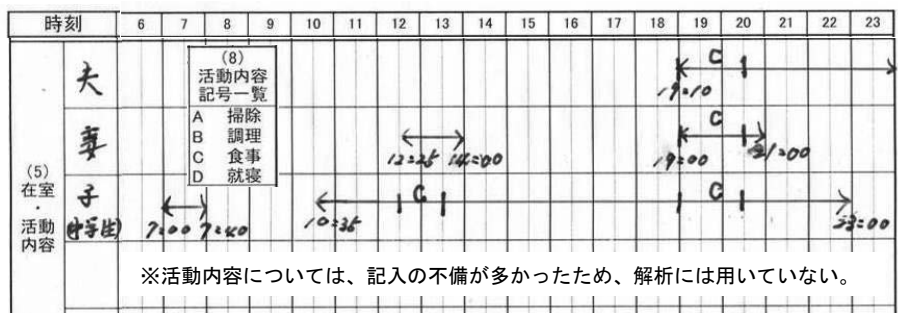 時刻 6 7 8 9 10 11 12 13 14 15 16 17 18 19 20 21 22 23
(8)
活動内容
記号一覧
A 掃除
B 調理
C 食事
D 就寝
(5)
在室
・
活動
内容
夫 C
19:10
妻 C
12:25 14:00 19:00 21:00
子 C C
(中学生) 7:00 7:40 10:35 23:00
※活動内容については、記入の不備が多かったため、解析には用いていない。